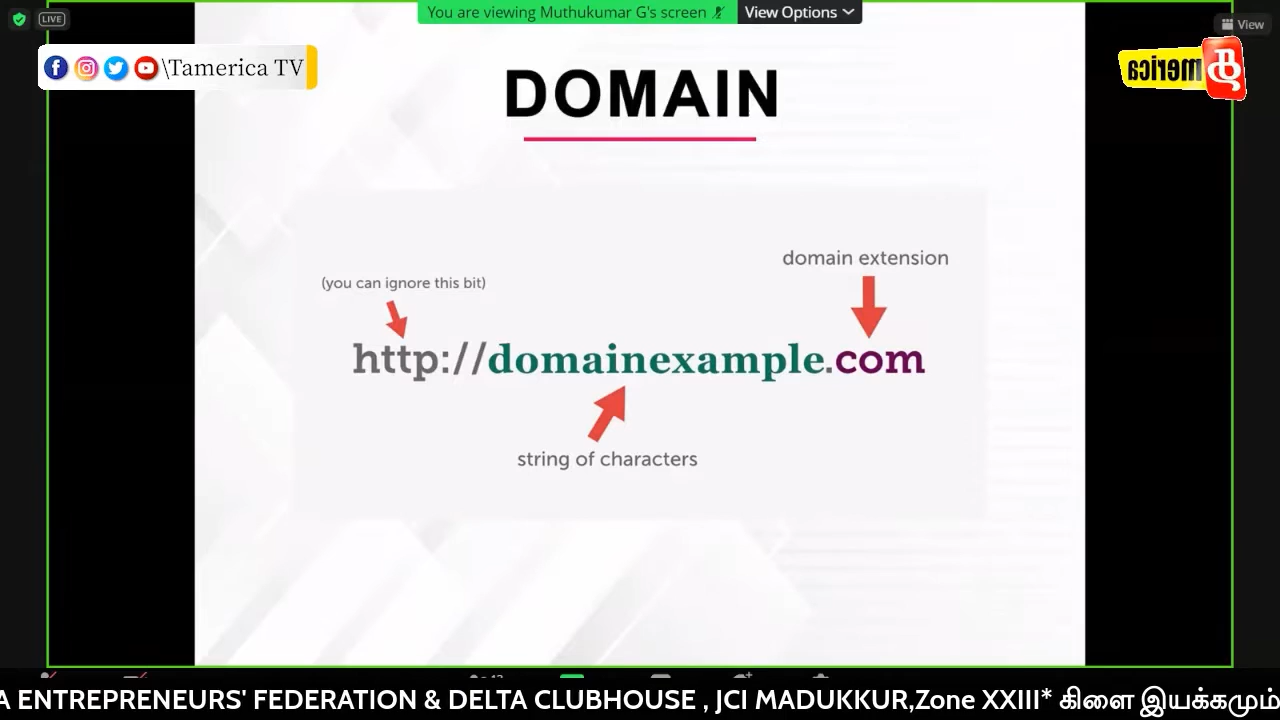 You are viewing Muthukumar G's screen
View Options
LIVE
View
\Tamerica TV
த merica
DOMAIN
domain extension
(you can ignore this bit)
http://domainexample.com
string of characters
A ENTREPRENEURS' FEDERATION & DELTA CLUBHOUSE , JCI MADUKKUR,Zone XXIII* கிளை இயக்கமும்